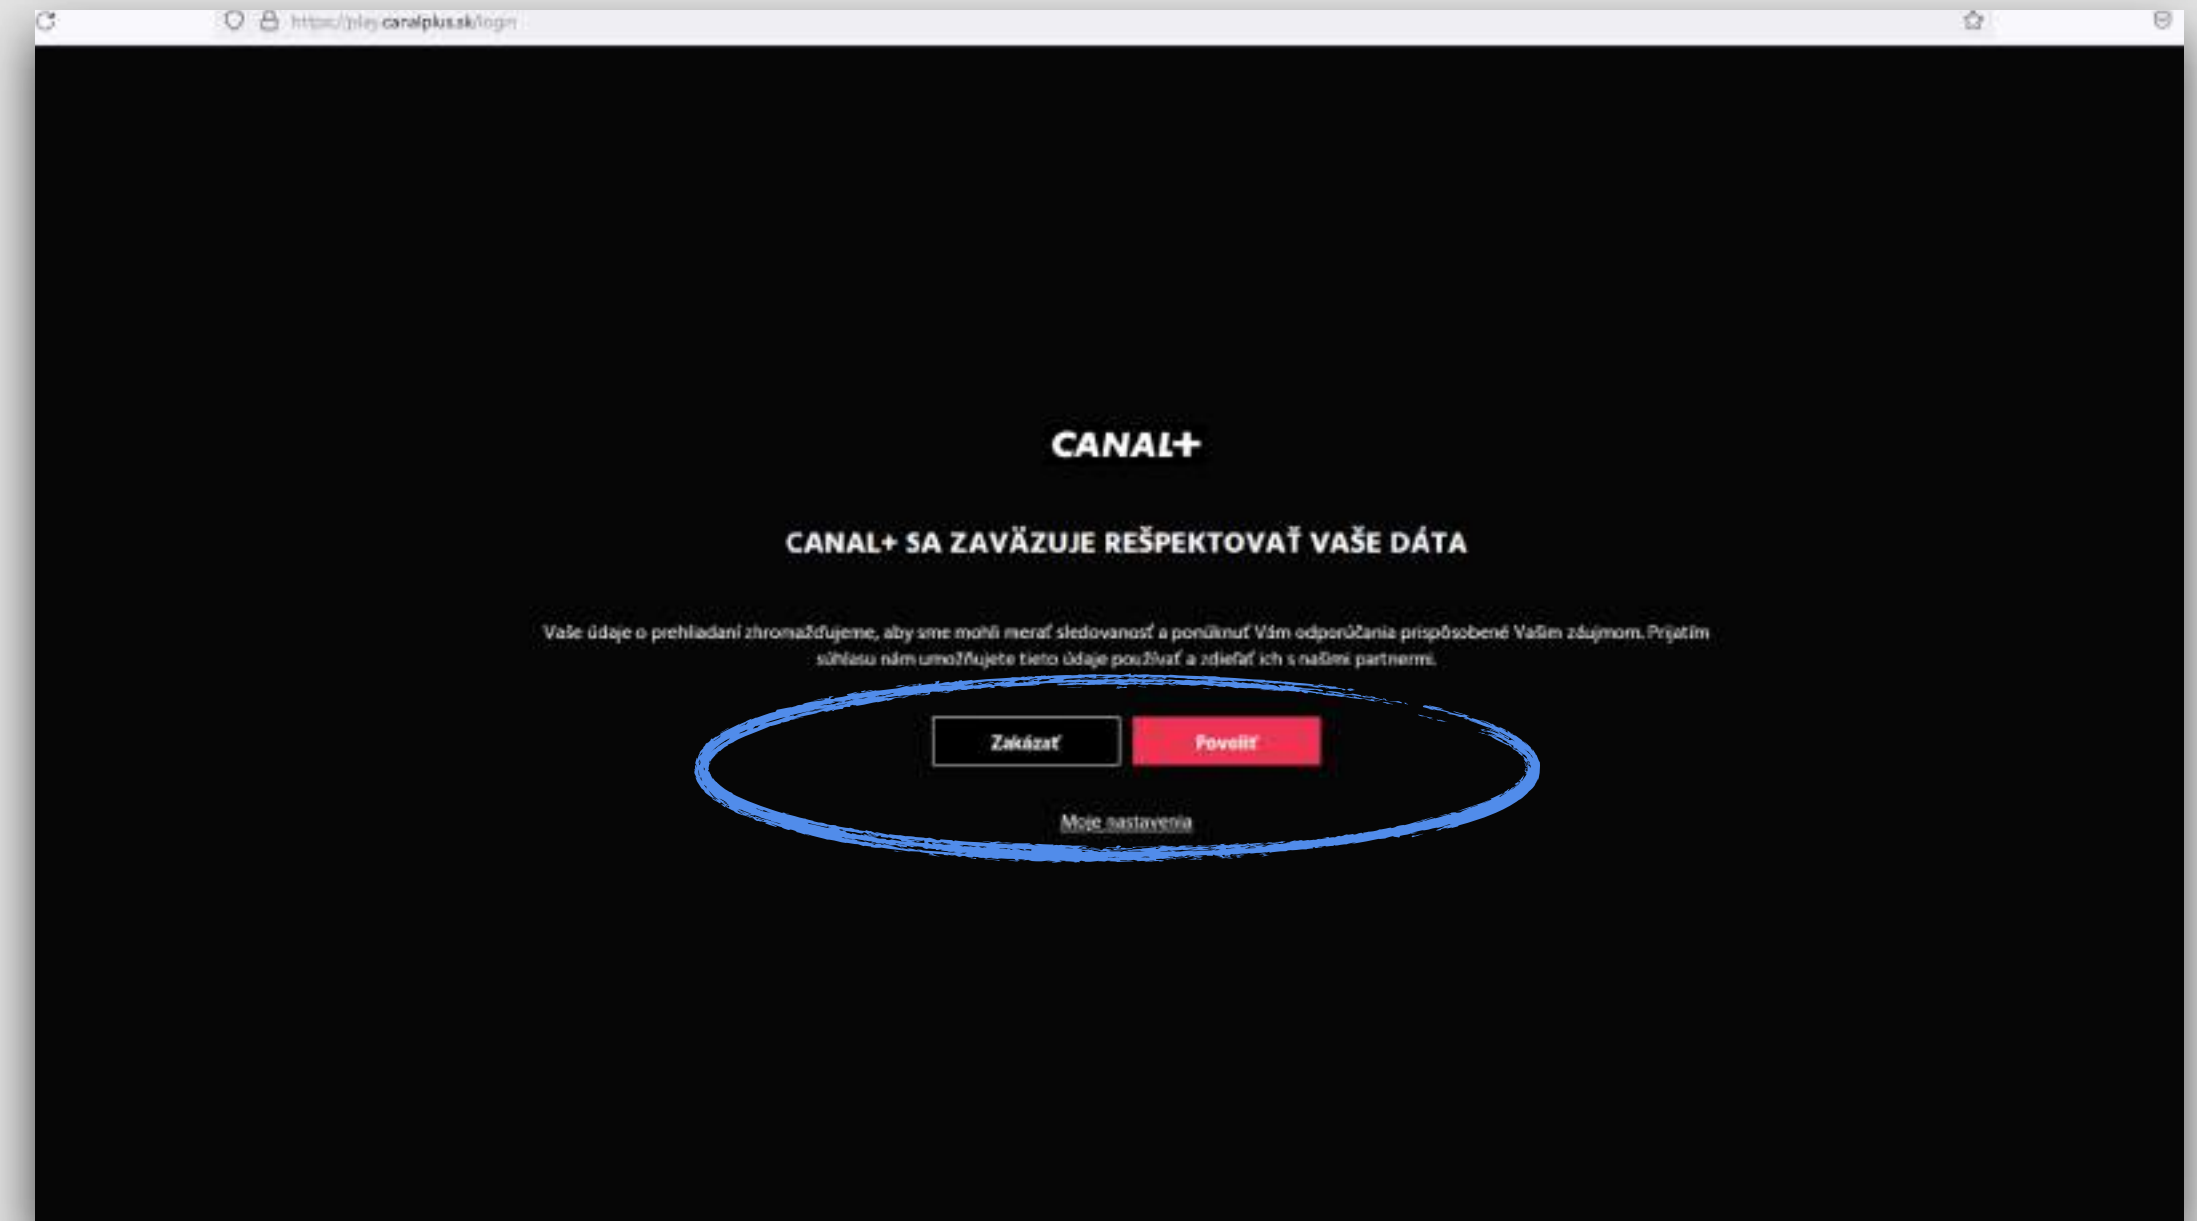 https://play.canalplus.sk/login
CANAL+
CANAL+ SA ZAVÄZUJE REŠPEKTOVAŤ VAŠE DÁTA
Vaše údaje o prehliadaní zhromažďujeme, aby sme mohli merať sledovanosť a ponúknuť Vám odporúčania prispôsobené Vašim záujmom. Prijatím
súhlasu nám umožňujete tieto údaje používať a zdieľať ich s našimi partnermi.
Zakázať Povoliť
Moje nastavenia